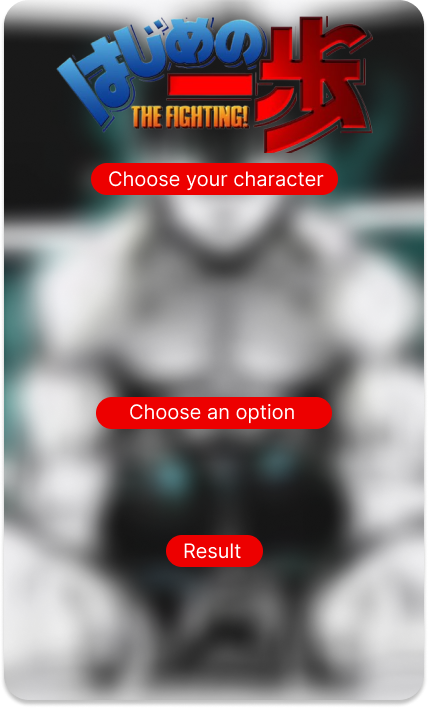 はじめの一歩
THE FIGHTING!
Choose your character
Choose an option
Result